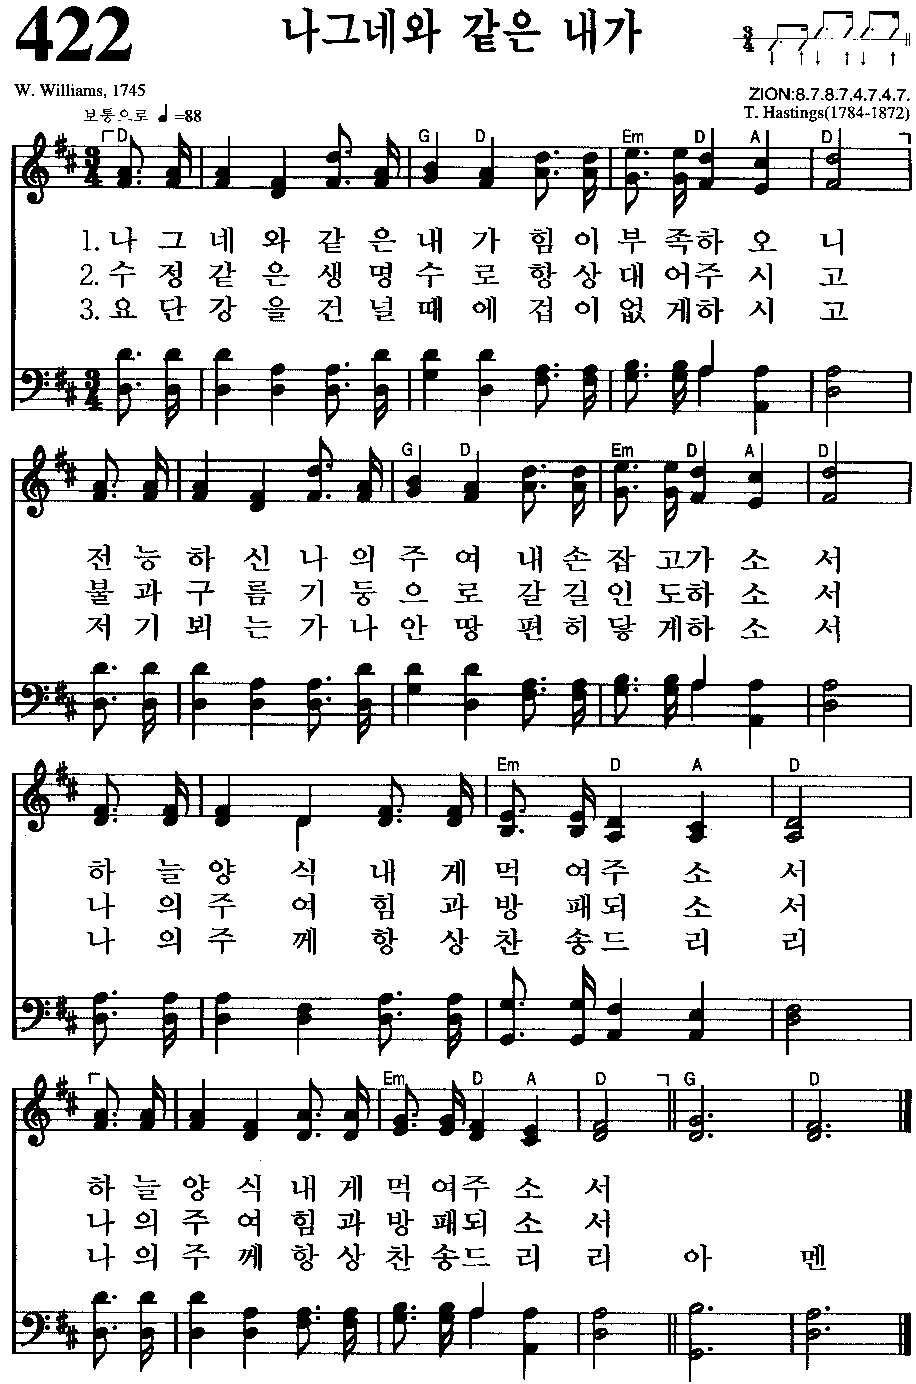 422 나그네와 같은 내가
W. Williams, 1745
ZION:8.7.8.7.4.7.4.7.
보통으로 ♩=88
T. Hastings(1784-1872)
D G D Em D A D
3/4
1. 나 그 네 와 같 은 내 가 힘 이 부 족하 오 니
2. 수 정 같 은 생 명 수 로 항 상 대 어주 시 고
3. 요 단 강 을 건 널 때 에 겁 이 없 게하 시 고
G D Em D A D
전 능 하 신 나 의 주 여 내 손 잡 고가 소 서
불 과 구 름 기 둥 으 로 갈 길 인 도하 소 서
저 기 뵈 는 가 나 안 땅 편 히 닿 게하 소 서
Em D A D
하 늘 양 식 내 게 먹 여주 소 서
나 의 주 여 힘 과 방 패되 소 서
나 의 주 께 항 상 찬 송드 리 리
Em D A D G D
하 늘 양 식 내 게 먹 여주 소 서
나 의 주 여 힘 과 방 패되 소 서
나 의 주 께 항 상 찬 송드 리 리 아 멘